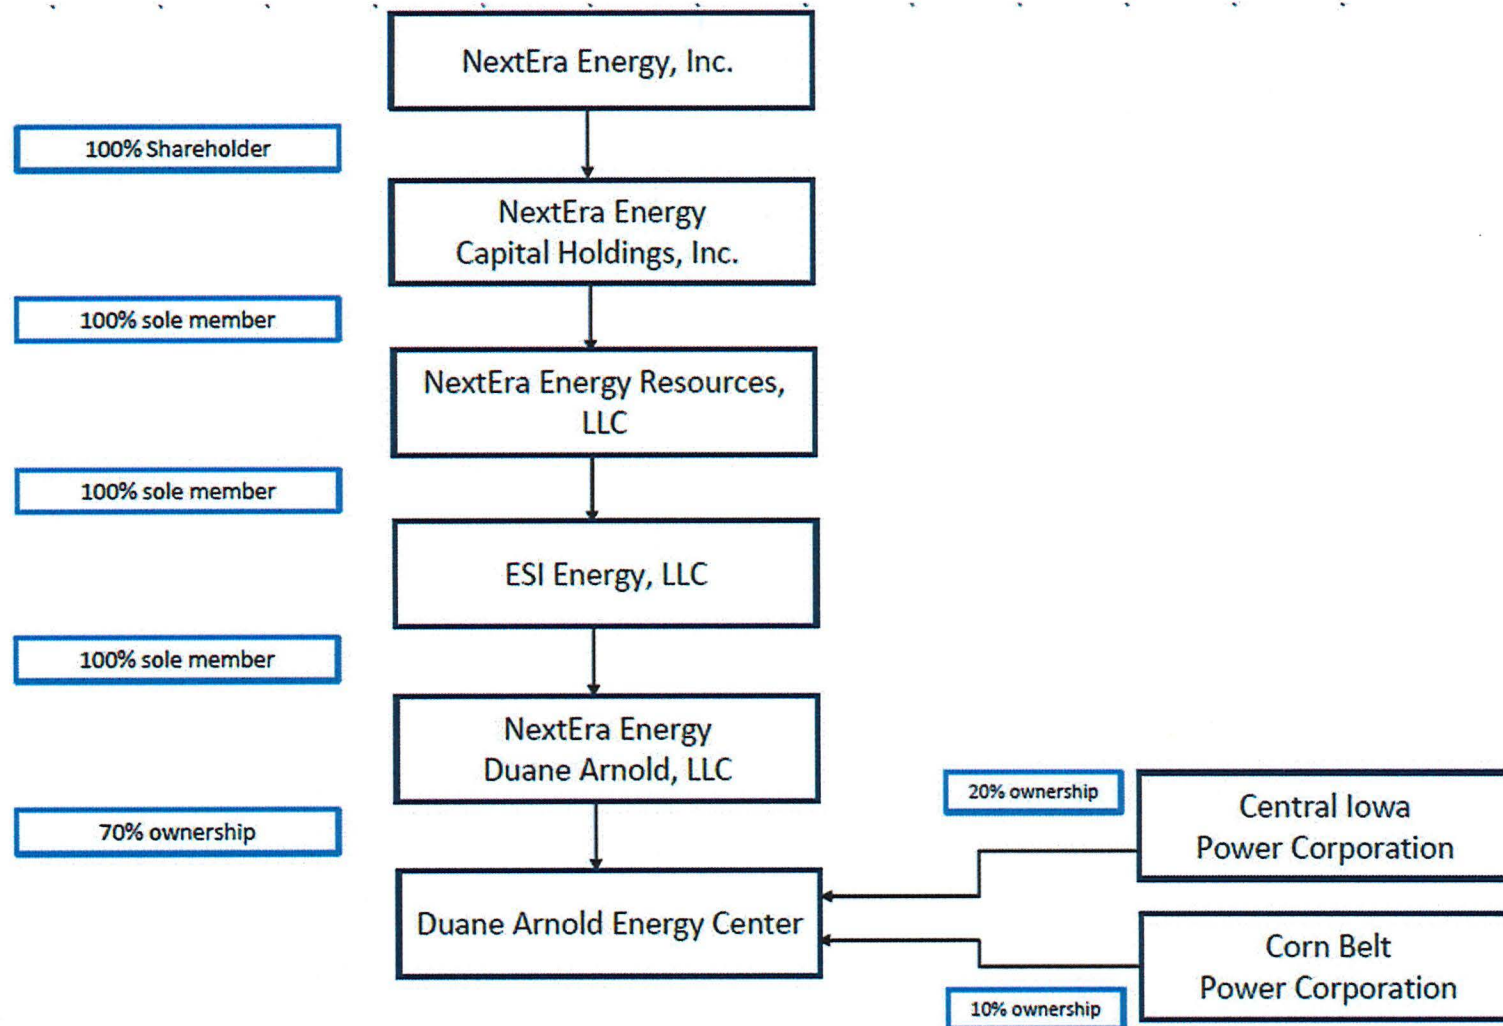 NextEra Energy, Inc.
100% Shareholder
NextEra Energy
Capital Holdings, Inc.
100% sole member
NextEra Energy Resources,
LLC
100% sole member
ESI Energy, LLC
100% sole member
NextEra Energy
Duane Arnold, LLC
20% ownership
Central Iowa
Power Corporation
70% ownership
Duane Arnold Energy Center
Corn Belt
Power Corporation
10% ownership